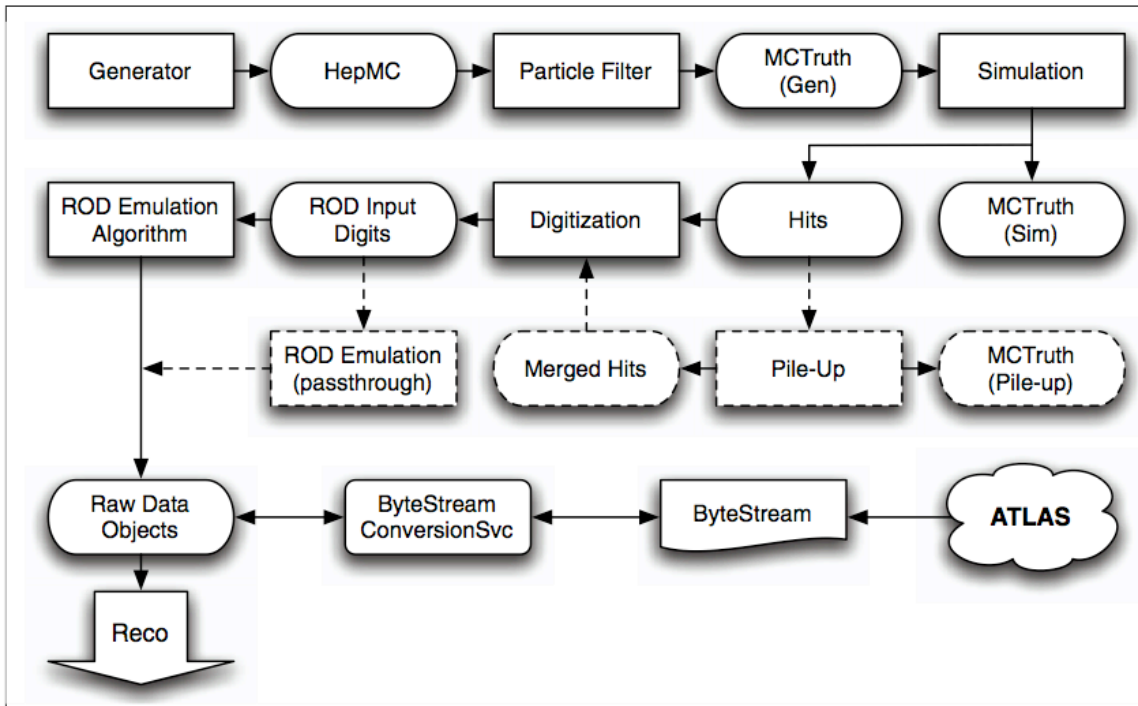 Generator
HepMC
Particle Filter
MCTruth
(Gen)
Simulation
ROD Emulation
Algorithm
ROD Input
Digits
Digitization
Hits
MCTruth
(Sim)
ROD Emulation
(passthrough)
Merged Hits
Pile-Up
MCTruth
(Pile-up)
Raw Data
Objects
ByteStream
ConversionSvc
ByteStream
ATLAS
Reco